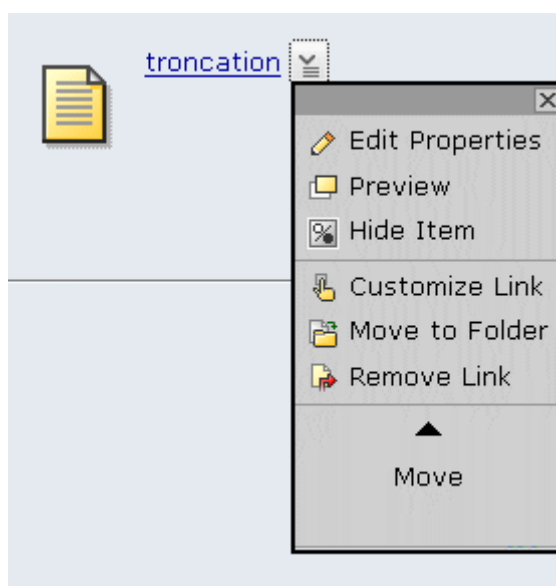 troncation
Edit Properties
Preview
Hide Item
Customize Link
Move to Folder
Remove Link
Move